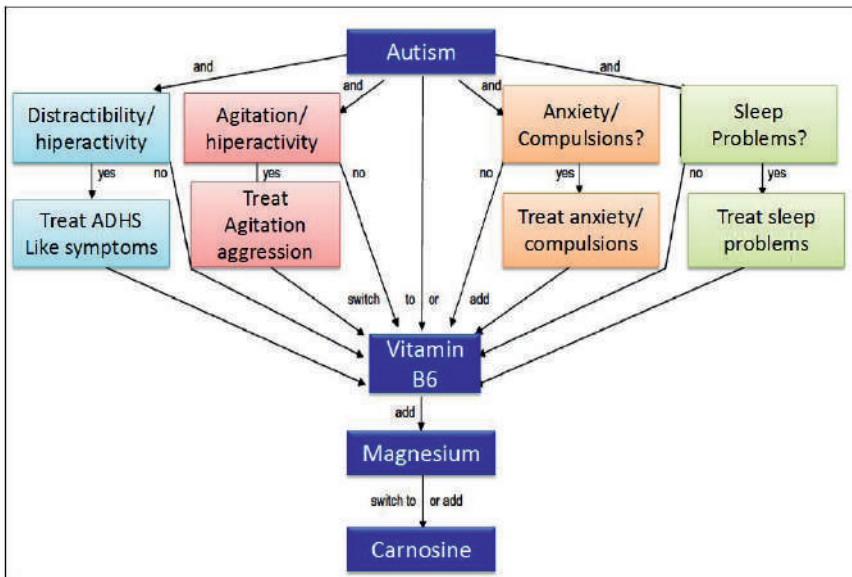 Autism
and
and
and
and
Distractibility/
hiperactivity
Agitation/
hiperactivity
Anxiety/
Compulsions?
Sleep
Problems?
yes
no
yes
no
no
yes
no
yes
Treat ADHS
Like symptoms
Treat
Agitation
aggression
Treat anxiety/
compulsions
Treat sleep
problems
switch to or add
Vitamin
B6
add
Magnesium
switch to or add
Carnosine